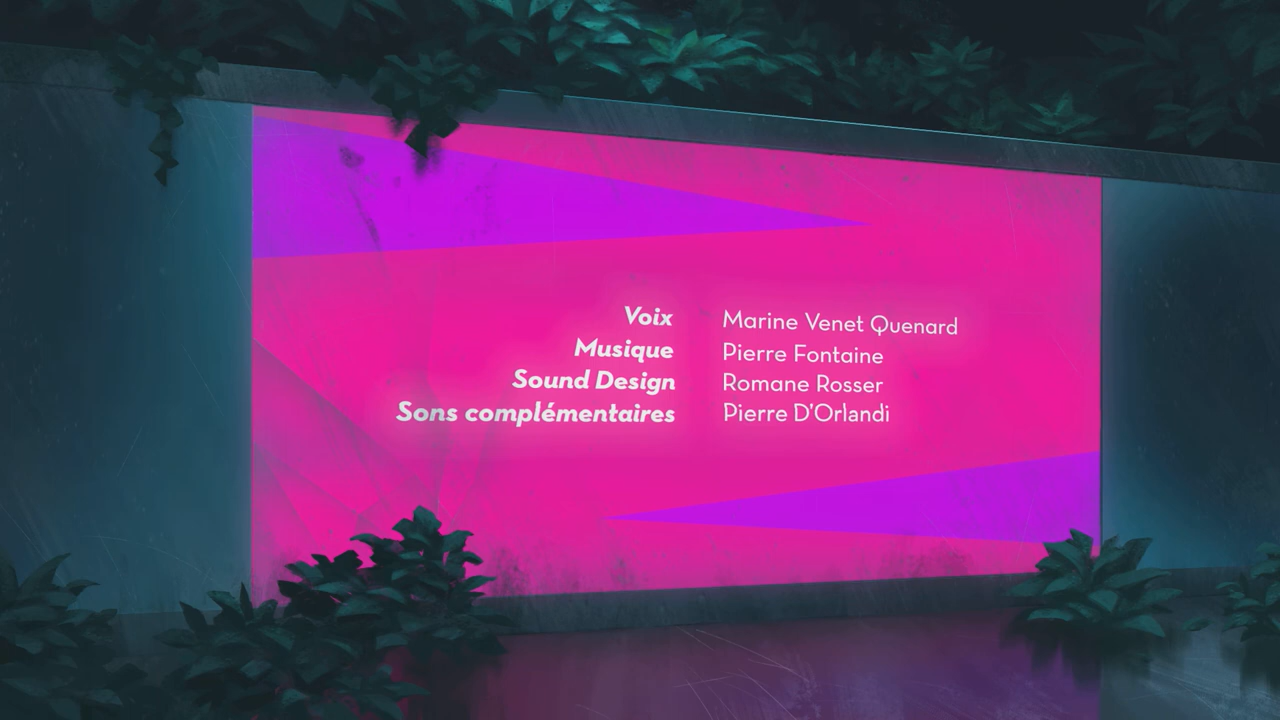 Voix Marine Venet Quenard
Musique Pierre Fontaine
Sound Design Romane Rosser
Sons complémentaires Pierre D'Orlandi